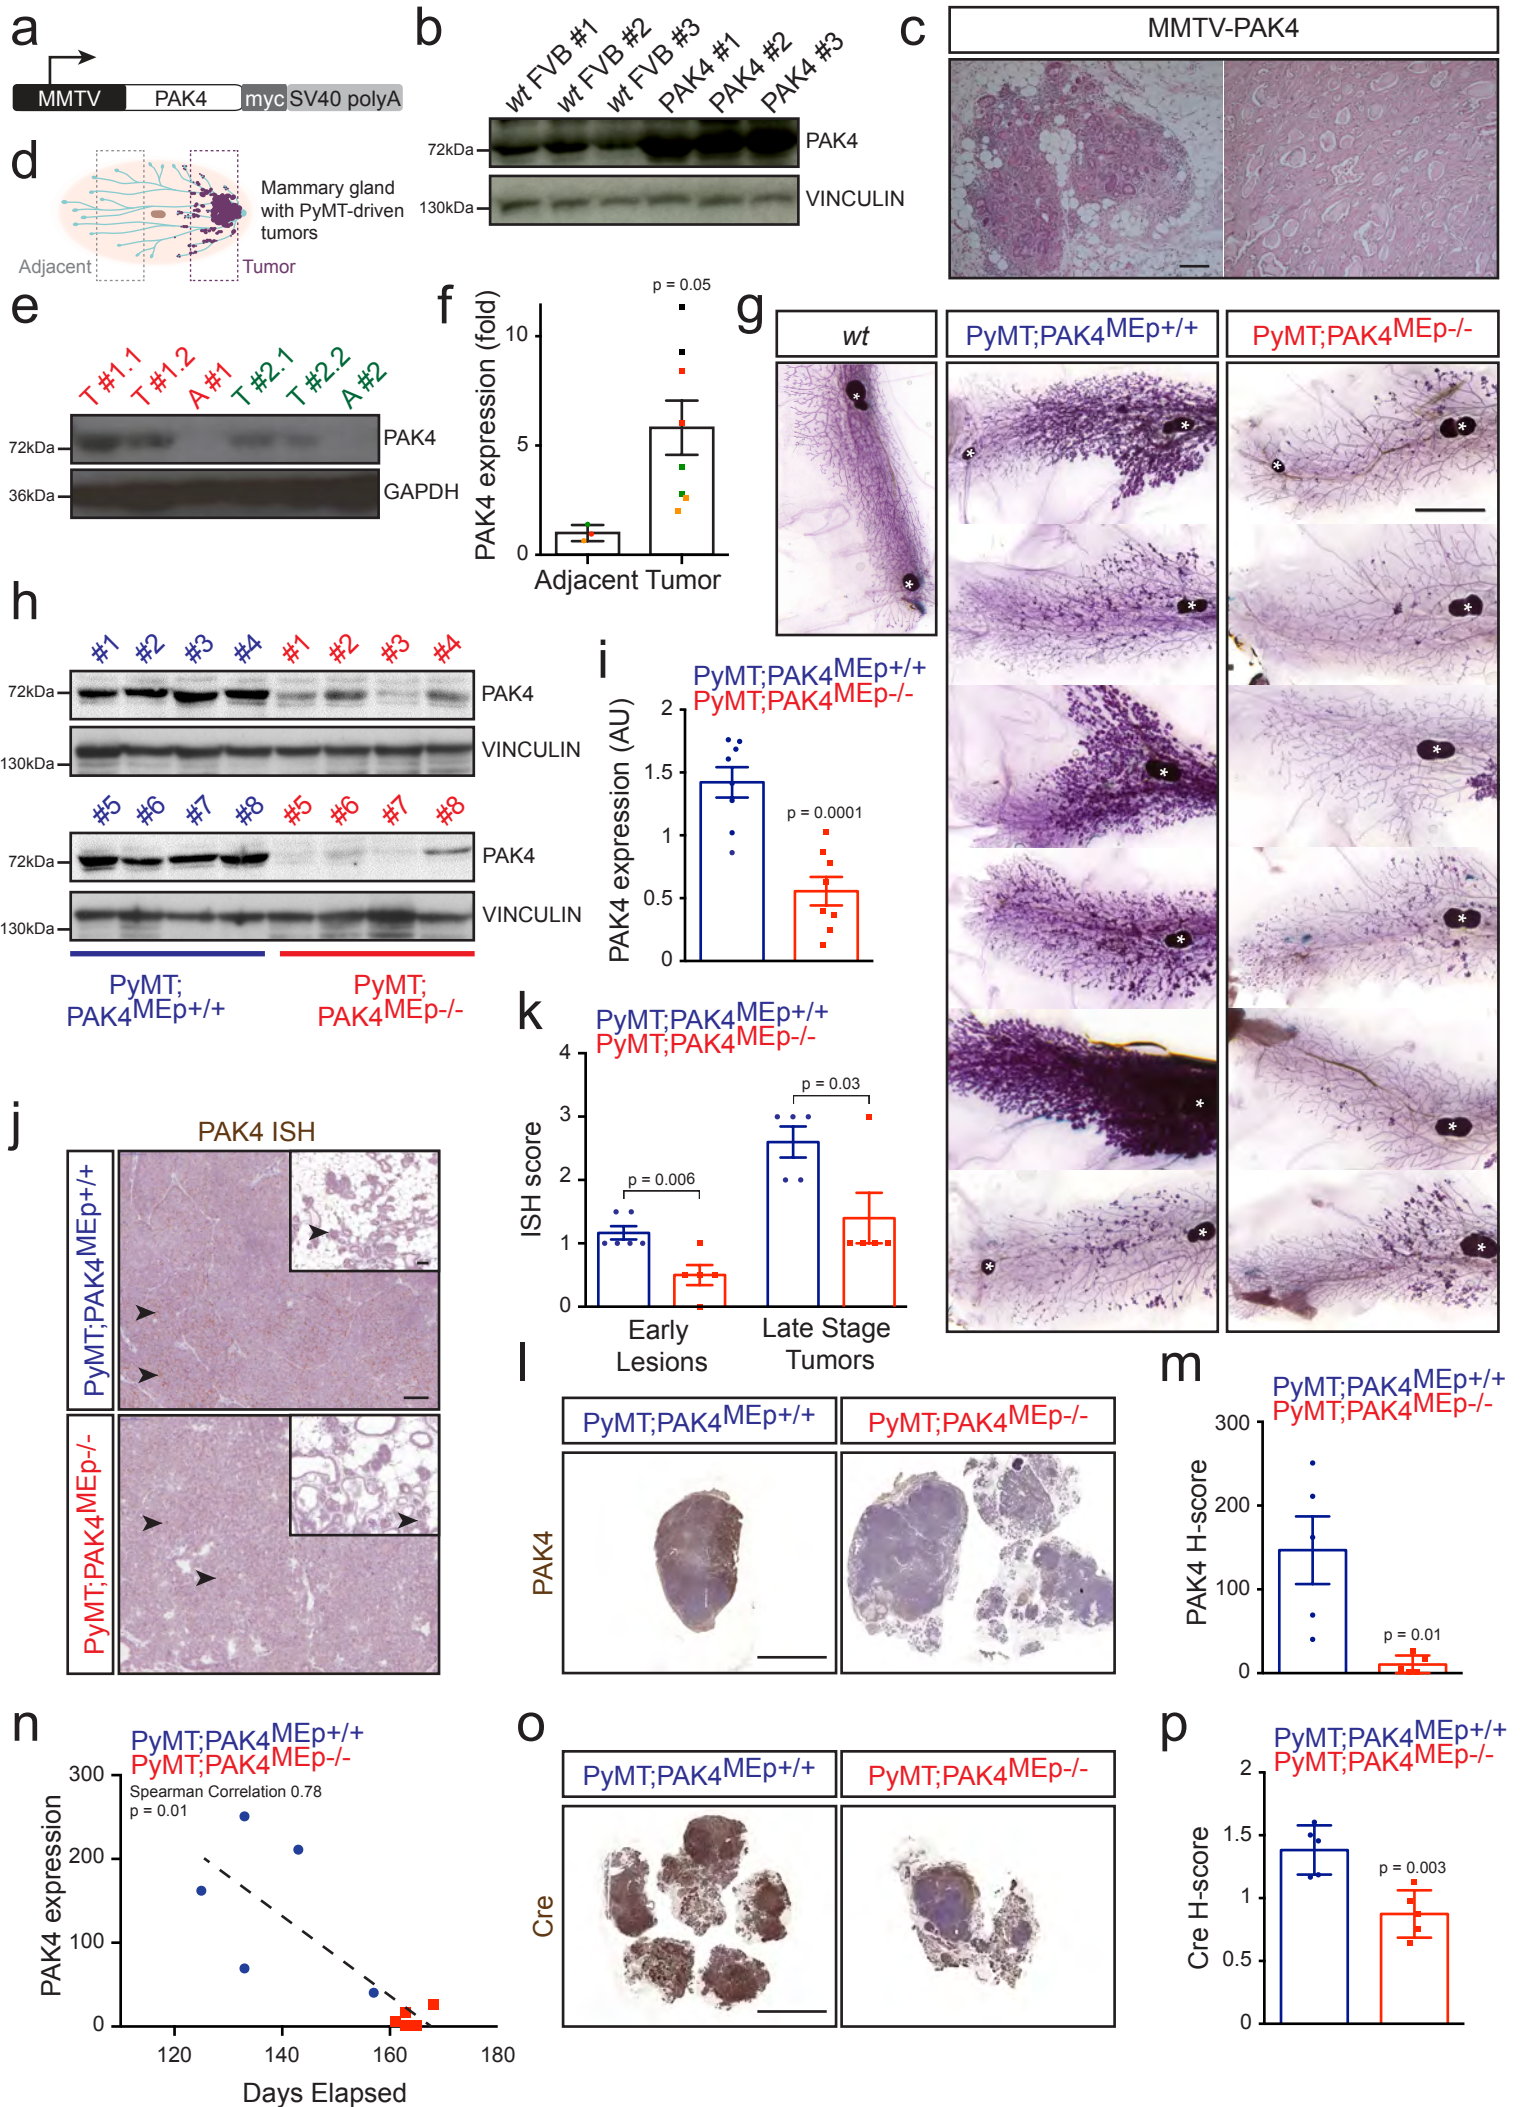 a
MMTV PAK4 myc SV40 polyA
b
wt FVB #1 wt FVB #2 wt FVB #3 PAK4 #1 PAK4 #2 PAK4 #3
72kDa PAK4
130kDa VINCULIN
c
MMTV-PAK4
d
Mammary gland
with PyMT-driven
tumors
Adjacent Tumor
e
T #1.1 T #1.2 A #1 T #2.1 T #2.2 A #2
72kDa PAK4
36kDa GAPDH
f
PAK4 expression (fold)
p = 0.05
10
5
0
Adjacent Tumor
g
wt PyMT;PAK4MEp+/+ PyMT;PAK4MEp-/-
* * * * * *
* *
* *
* *
* *
* * *
h
#1 #2 #3 #4 #1 #2 #3 #4
72kDa PAK4
130kDa VINCULIN
#5 #6 #7 #8 #5 #6 #7 #8
72kDa PAK4
130kDa VINCULIN
PyMT; PyMT;
PAK4MEp+/+ PAK4MEp-/-
i
PyMT;PAK4MEp+/+
PyMT;PAK4MEp-/-
PAK4 expression (AU)
2
1.5
1
0.5
0
p = 0.0001
j
PAK4 ISH
PyMT;PAK4MEp+/+
PyMT;PAK4MEp-/-
k
PyMT;PAK4MEp+/+
PyMT;PAK4MEp-/-
ISH score
4
3
2
1
0
p = 0.006
p = 0.03
Early Late Stage
Lesions Tumors
l
PyMT;PAK4MEp+/+ PyMT;PAK4MEp-/-
PAK4
m
PyMT;PAK4MEp+/+
PyMT;PAK4MEp-/-
PAK4 H-score
300
200
100
0
p = 0.01
n
PyMT;PAK4MEp+/+
PyMT;PAK4MEp-/-
Spearman Correlation 0.78
p = 0.01
PAK4 expression
300
200
100
0
120 140 160 180
Days Elapsed
o
PyMT;PAK4MEp+/+ PyMT;PAK4MEp-/-
Cre
p
PyMT;PAK4MEp+/+
PyMT;PAK4MEp-/-
Cre H-score
2
1.5
1
0.5
0
p = 0.003